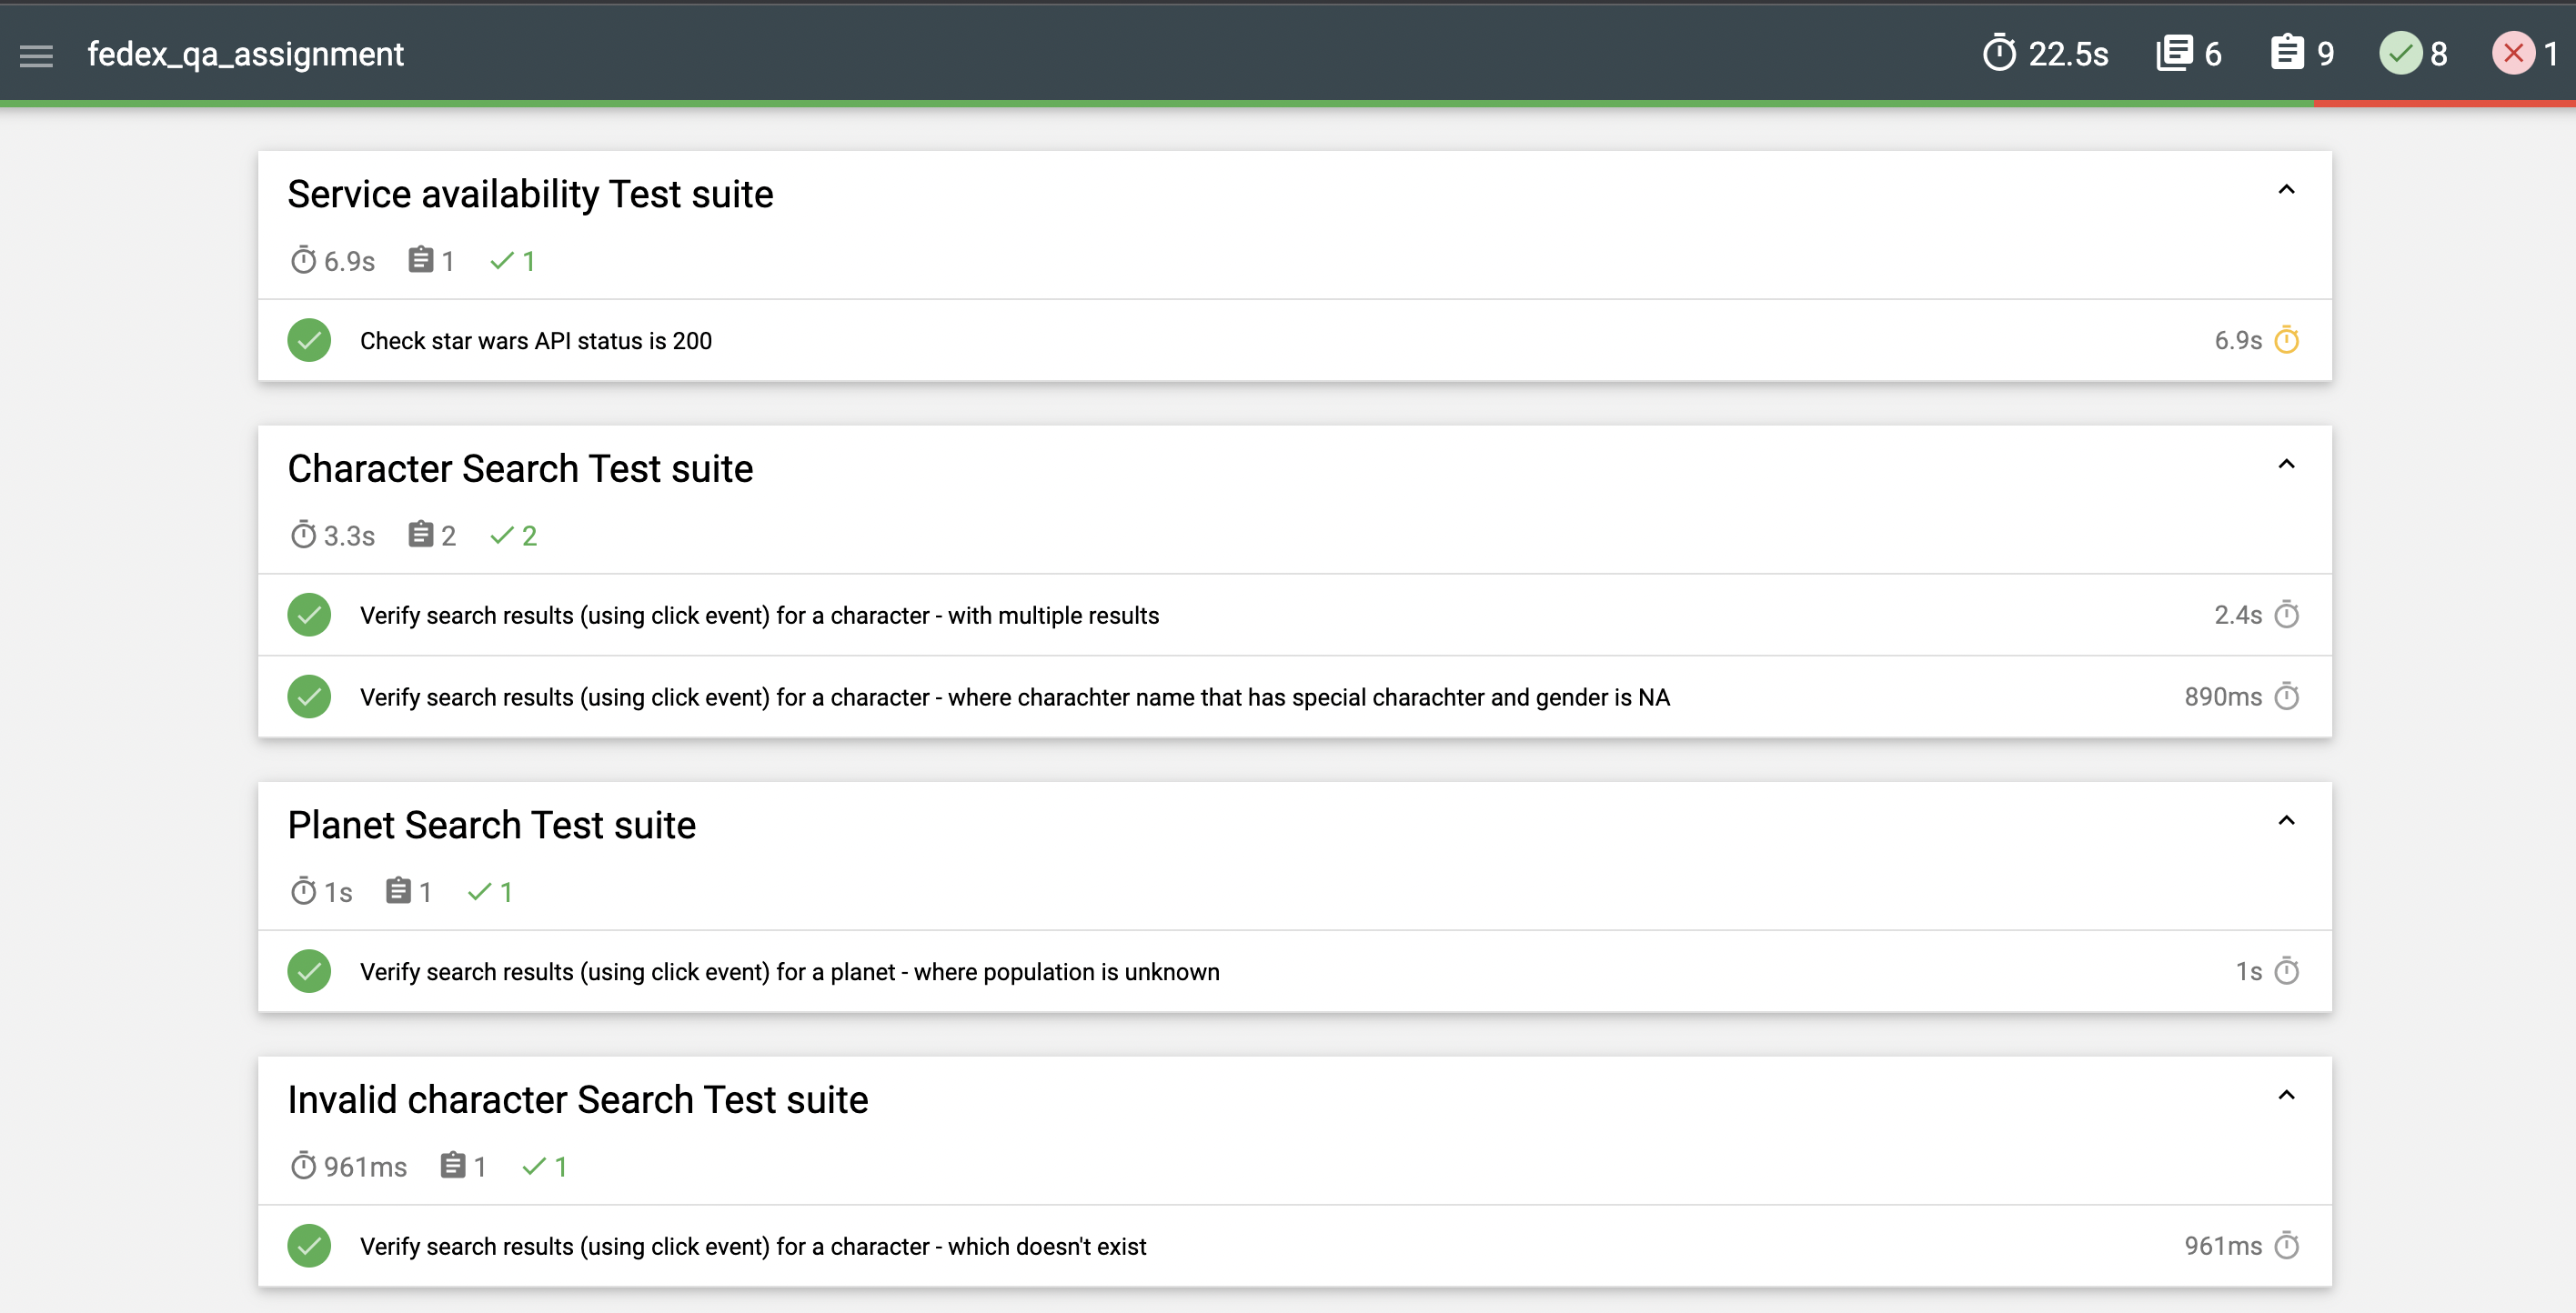 fedex_qa_assignment 22.5s 6 9 8 1
Service availability Test suite
6.9s 1 1
Check star wars API status is 200 6.9s
Character Search Test suite
3.3s 2 2
Verify search results (using click event) for a character - with multiple results 2.4s
Verify search results (using click event) for a character - where charachter name that has special charachter and gender is NA 890ms
Planet Search Test suite
1s 1 1
Verify search results (using click event) for a planet - where population is unknown 1s
Invalid character Search Test suite
961ms 1 1
Verify search results (using click event) for a character - which doesn't exist 961ms